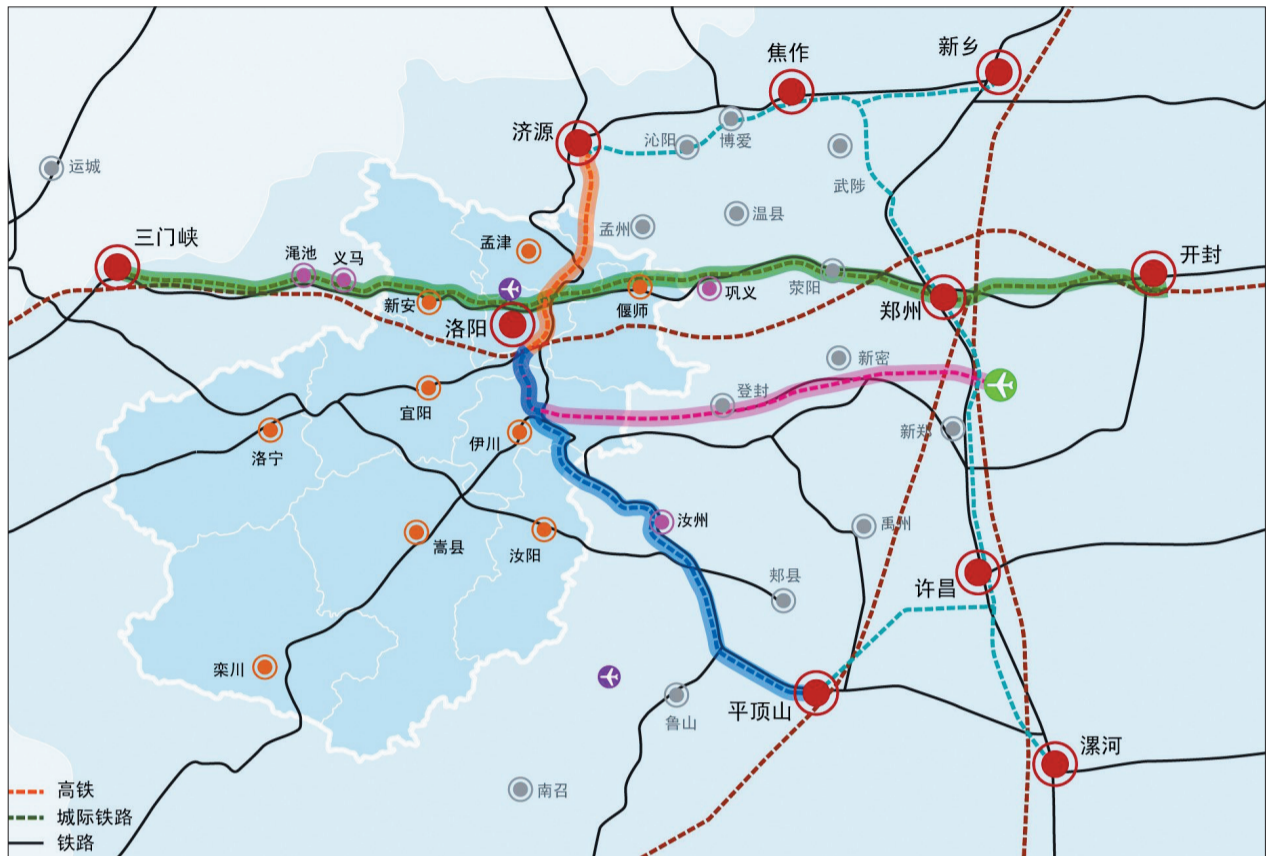 新乡
焦作
济源
沁阳
博爱
武陟
运城
三门峡
渑池
义马
孟津
孟州
温县
开封
新安
洛阳
偃师
巩义
荥阳
郑州
新密
登封
宜阳
洛宁
伊川
新郑
嵩县
汝阳
汝州
禹州
郏县
许昌
栾川
鲁山
平顶山
漯河
南召
高铁
城际铁路
铁路